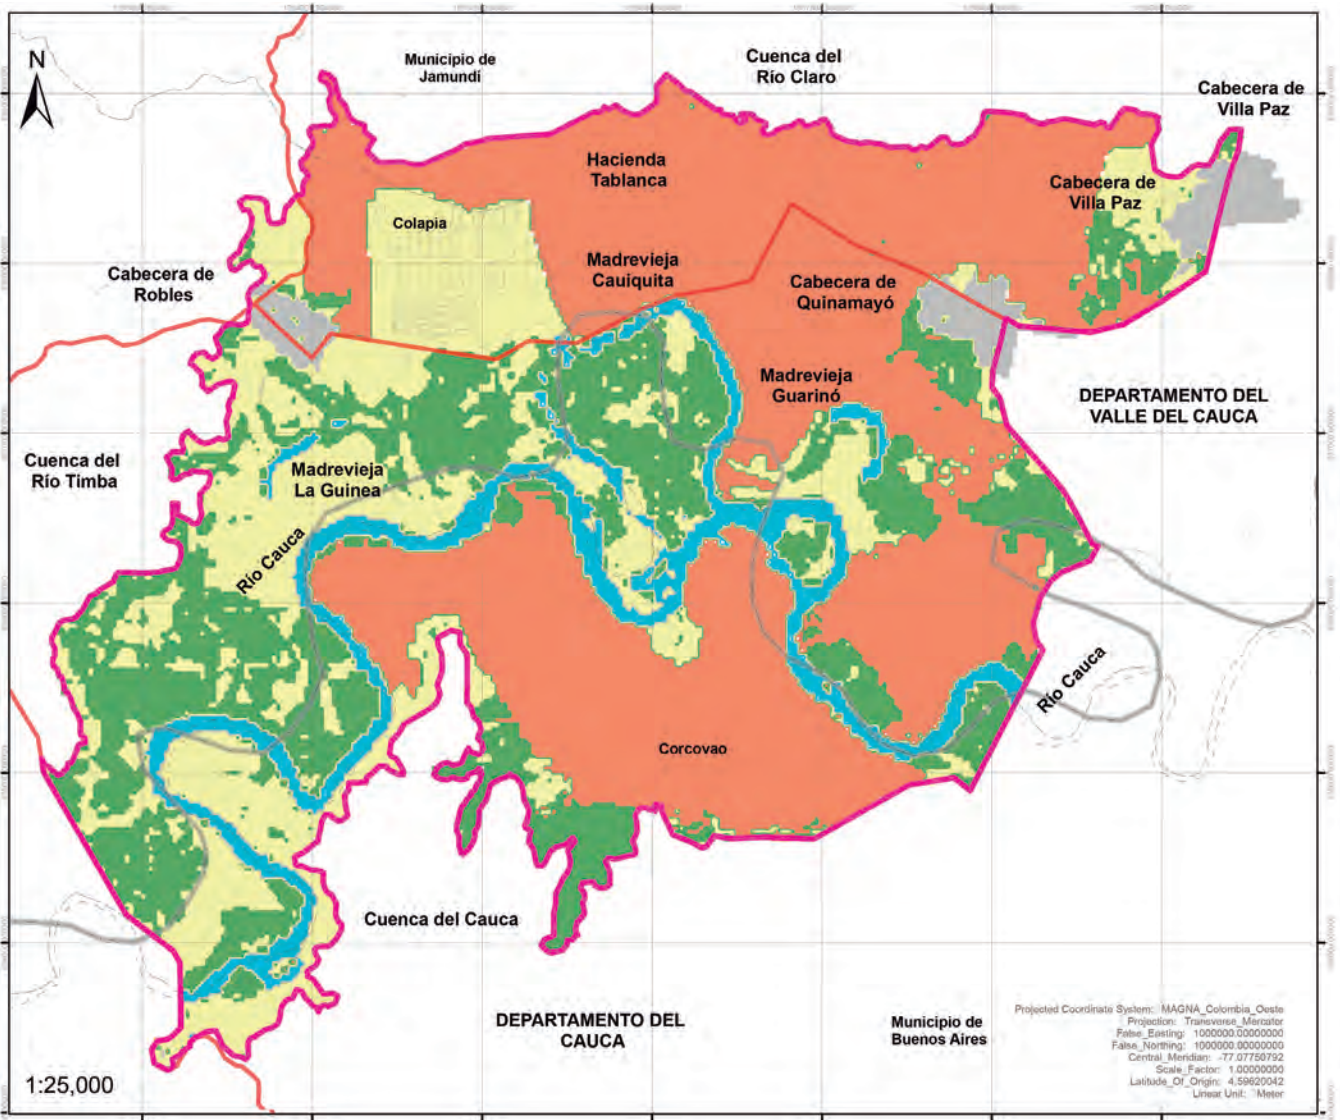 N
Municipio de
Jamundí
Cuenca del
Río Claro
Cabecera de
Villa Paz
Hacienda
Tablanca
Cabecera de
Villa Paz
Colapia
Madrevieja
Cauiquita
Cabecera de
Robles
Cabecera de
Quinamayó
Madrevieja
Guarinó
DEPARTAMENTO DEL
VALLE DEL CAUCA
Cuenca del
Río Timba
Madrevieja
La Guinea
Río Cauca
Río Cauca
Corcovao
Cuenca del Cauca
DEPARTAMENTO DEL
CAUCA
Municipio de
Buenos Aires
Projected Coordinate System: MAGNA_Colombia_Oeste
Projection: Transverse_Mercator
False_Easting: 1000000.00000000
False_Northing: 1000000.00000000
Central_Meridian: -77.07750792
Scale_Factor: 1.00000000
Latitude_Of_Origin: 4.59620042
Linear Unit: Meter
1:25,000